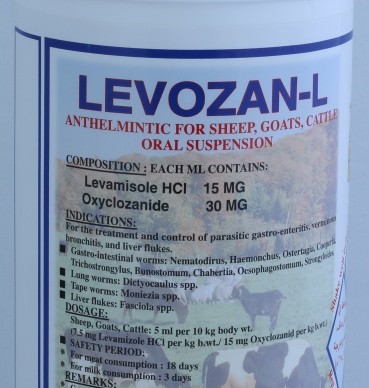 LEVOZAN-L
ANTHELMINTIC FOR SHEEP, GOATS, CATTLE
ORAL SUSPENSION
COMPOSITION : EACH ML CONTAINS:
Levamisole HCl 15 MG
Oxyclozanide 30 MG
INDICATIONS:
For the treatment and control of parasitic gastro-enteritis, verminous
bronchitis, and liver flukes.
■ Gastro-intestinal worms: Nematodirus, Haemonchus, Ostertagia, Cooperia,
Trichostrongylus, Bunostomum, Chabertia, Oesophagostomum, Strongyloides.
■ Lung worms: Dictyocaulus spp.
■ Tape worms: Moniezia spp.
■ Liver flukes: Fasciola spp.
DOSAGE:
Sheep, Goats, Cattle: 5 ml per 10 kg body wt.
(7.5 mg Levamizole HCl per kg b.wt./ 15 mg Oxyclozanid per kg b.wt.)
■ SAFETY PERIOD:
For meat consumption : 18 days
For milk consumption : 3 days
REMARKS: